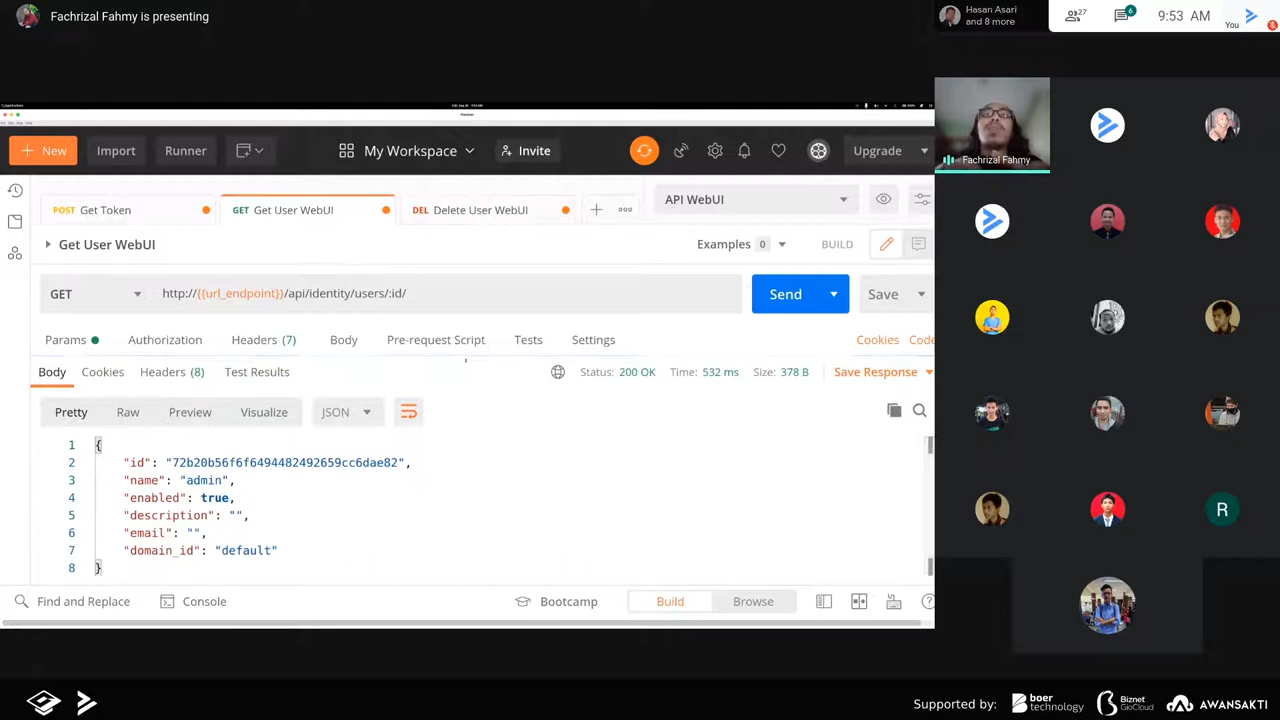 Fachrizal Fahmy is presenting
Hasan Asari
and 8 more
27
6
9:53 AM
You
New
Import
Runner
My Workspace
Invite
Upgrade
POST Get Token
GET Get User WebUI
DEL Delete User WebUI
API WebUI
Get User WebUI
Examples 0
BUILD
GET
http://{{url_endpoint}}/api/identity/users/:id/
Send
Save
Params
Authorization
Headers (7)
Body
Pre-request Script
Tests
Settings
Cookies
Code
Body
Cookies
Headers (8)
Test Results
Status: 200 OK
Time: 532 ms
Size: 378 B
Save Response
Pretty
Raw
Preview
Visualize
JSON
1 {
2 "id": "72b20b56f6f6494482492659cc6dae82",
3 "name": "admin",
4 "enabled": true,
5 "description": "",
6 "email": "",
7 "domain_id": "default"
8 }
Find and Replace
Console
Bootcamp
Build
Browse
Fachrizal Fahmy
R
Supported by:
boer
technology
Biznet
GioCloud
AWANSAKTI